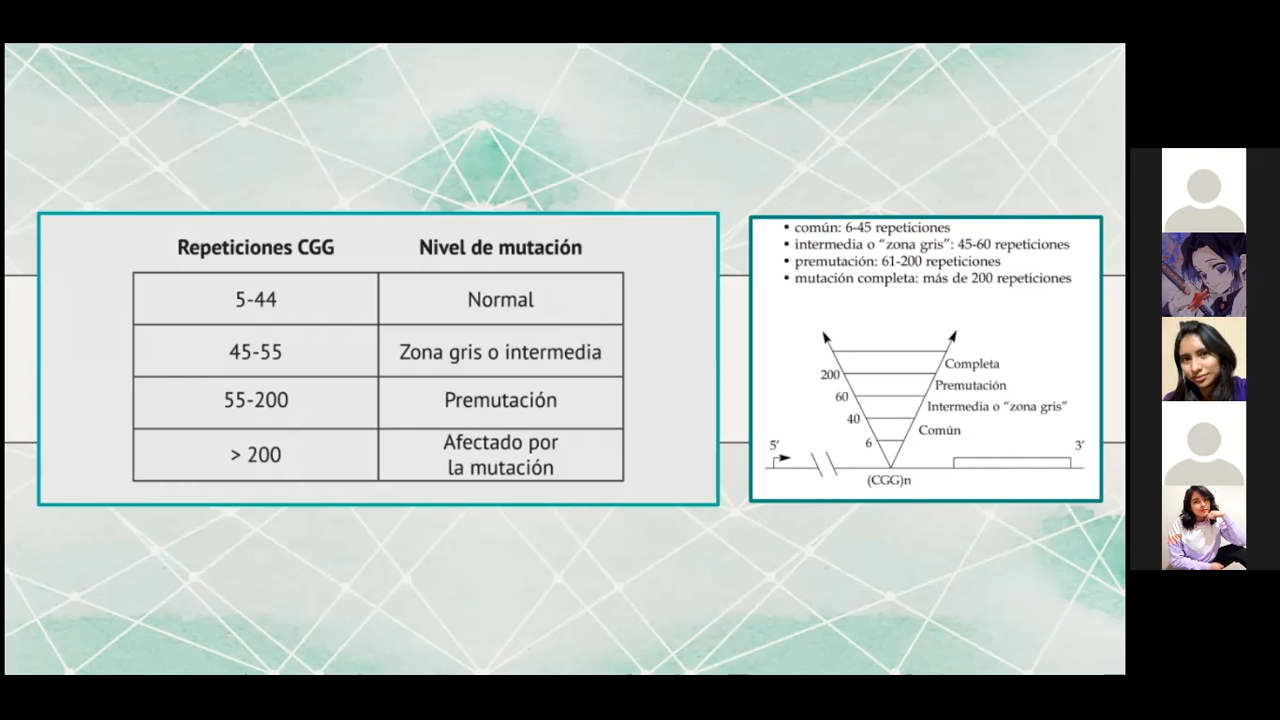 Repeticiones CGG Nivel de mutación
5-44 Normal
45-55 Zona gris o intermedia
55-200 Premutación
> 200 Afectado por
la mutación
• común: 6-45 repeticiones
• intermedia o “zona gris”: 45-60 repeticiones
• premutación: 61-200 repeticiones
• mutación completa: más de 200 repeticiones
Completa
200
Premutación
60
Intermedia o “zona gris”
40
Común
6
5’ 3’
(CGG)n